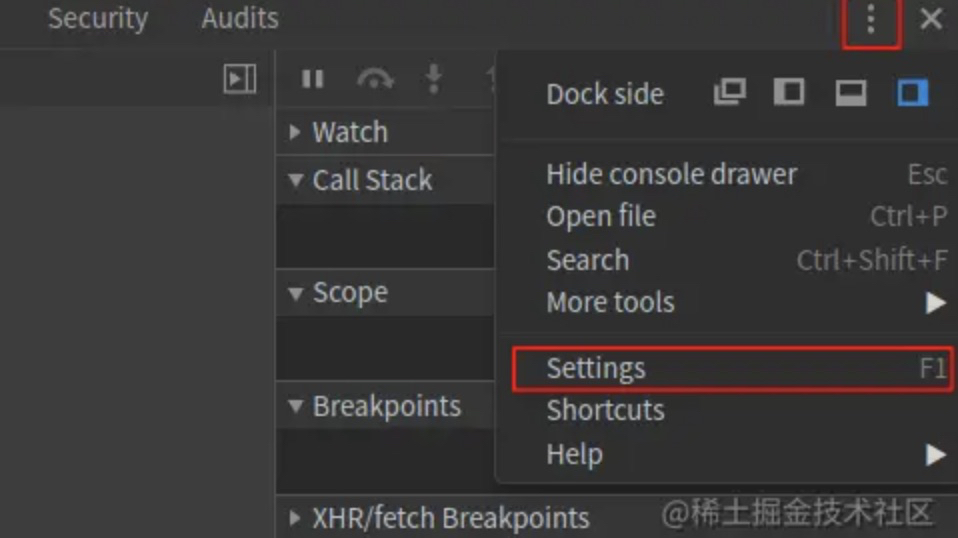 Security Audits
Dock side
Watch
Hide console drawer Esc
Call Stack
Open file Ctrl+P
Search Ctrl+Shift+F
Scope
More tools
Settings F1
Breakpoints
Shortcuts
Help
XHR/fetch Breakpoints
@稀土掘金技术社区